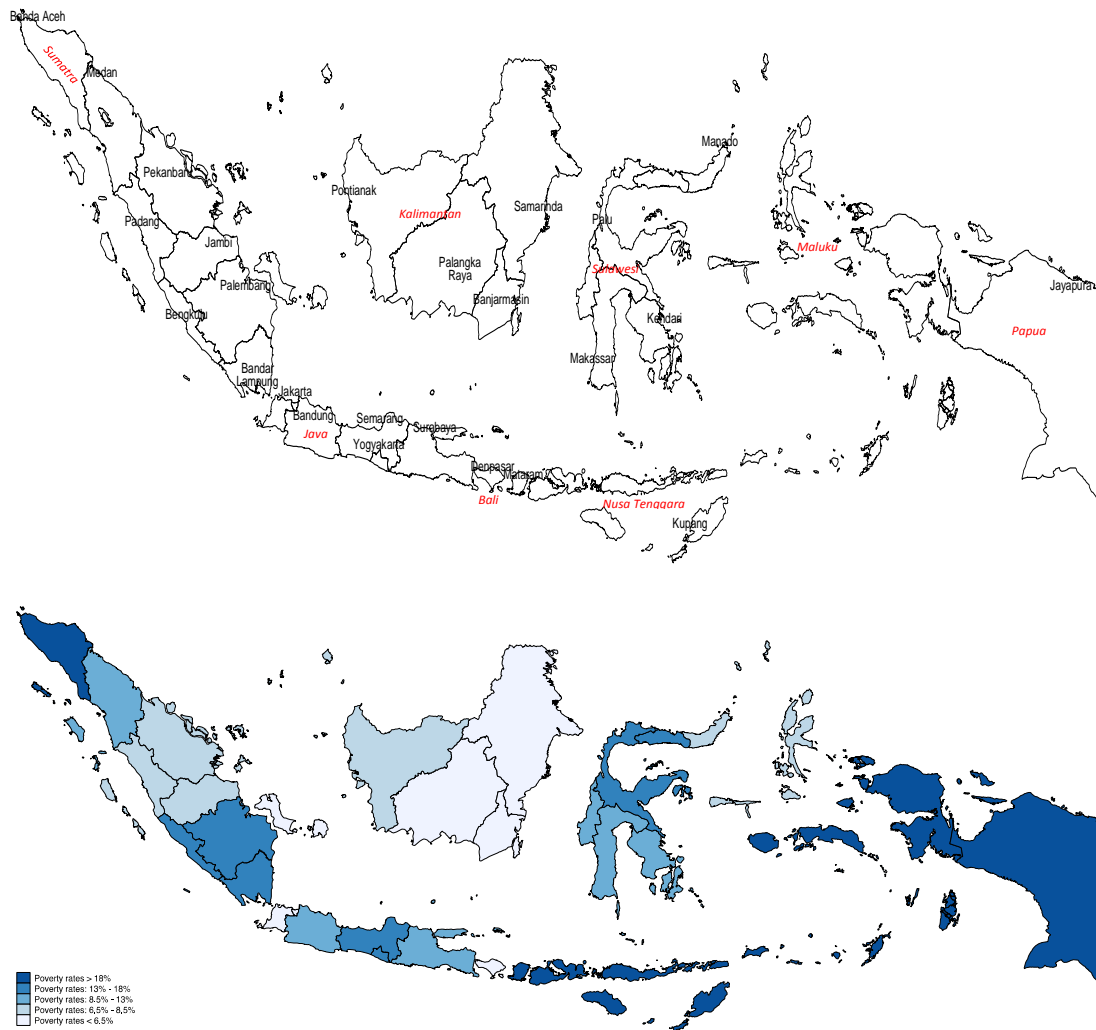 Banda Aceh
Sumatra
Medan
Pekanbaru
Padang
Jambi
Palembang
Bengkulu
Bandar
Lampung
Pontianak
Kalimantan
Samarinda
Palangka
Raya
Banjarmasin
Manado
Palu
Sulawesi
Kendari
Makassar
Maluku
Jayapura
Papua
Jakarta
Bandung
Java
Semarang
Yogyakarta
Surabaya
Denpasar
Mataram
Bali
Nusa Tenggara
Kupang
Poverty rates > 18%
Poverty rates: 13% - 18%
Poverty rates: 8.5% - 13%
Poverty rates: 6,5% - 8,5%
Poverty rates < 6.5%